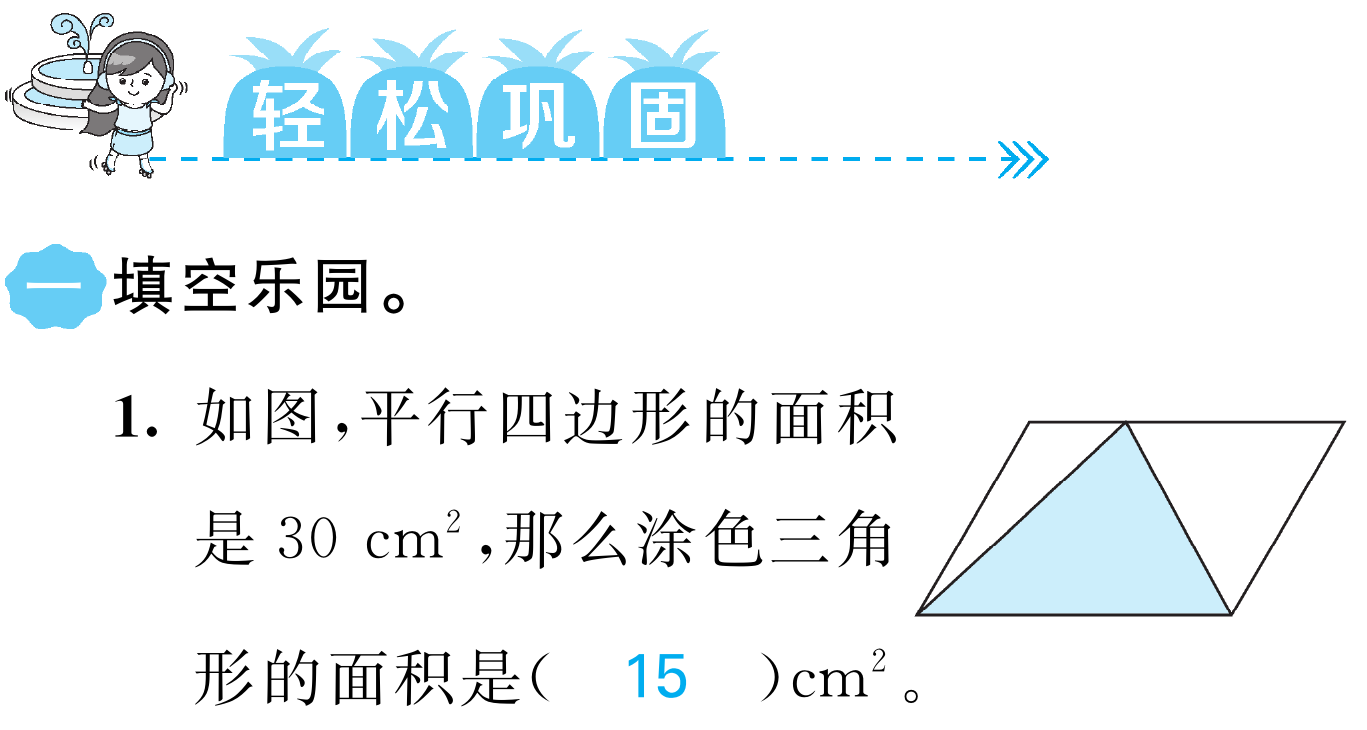 轻松巩固
一 填空乐园。
1. 如图,平行四边形的面积
是 30 cm²,那么涂色三角
形的面积是( 15 )cm²。